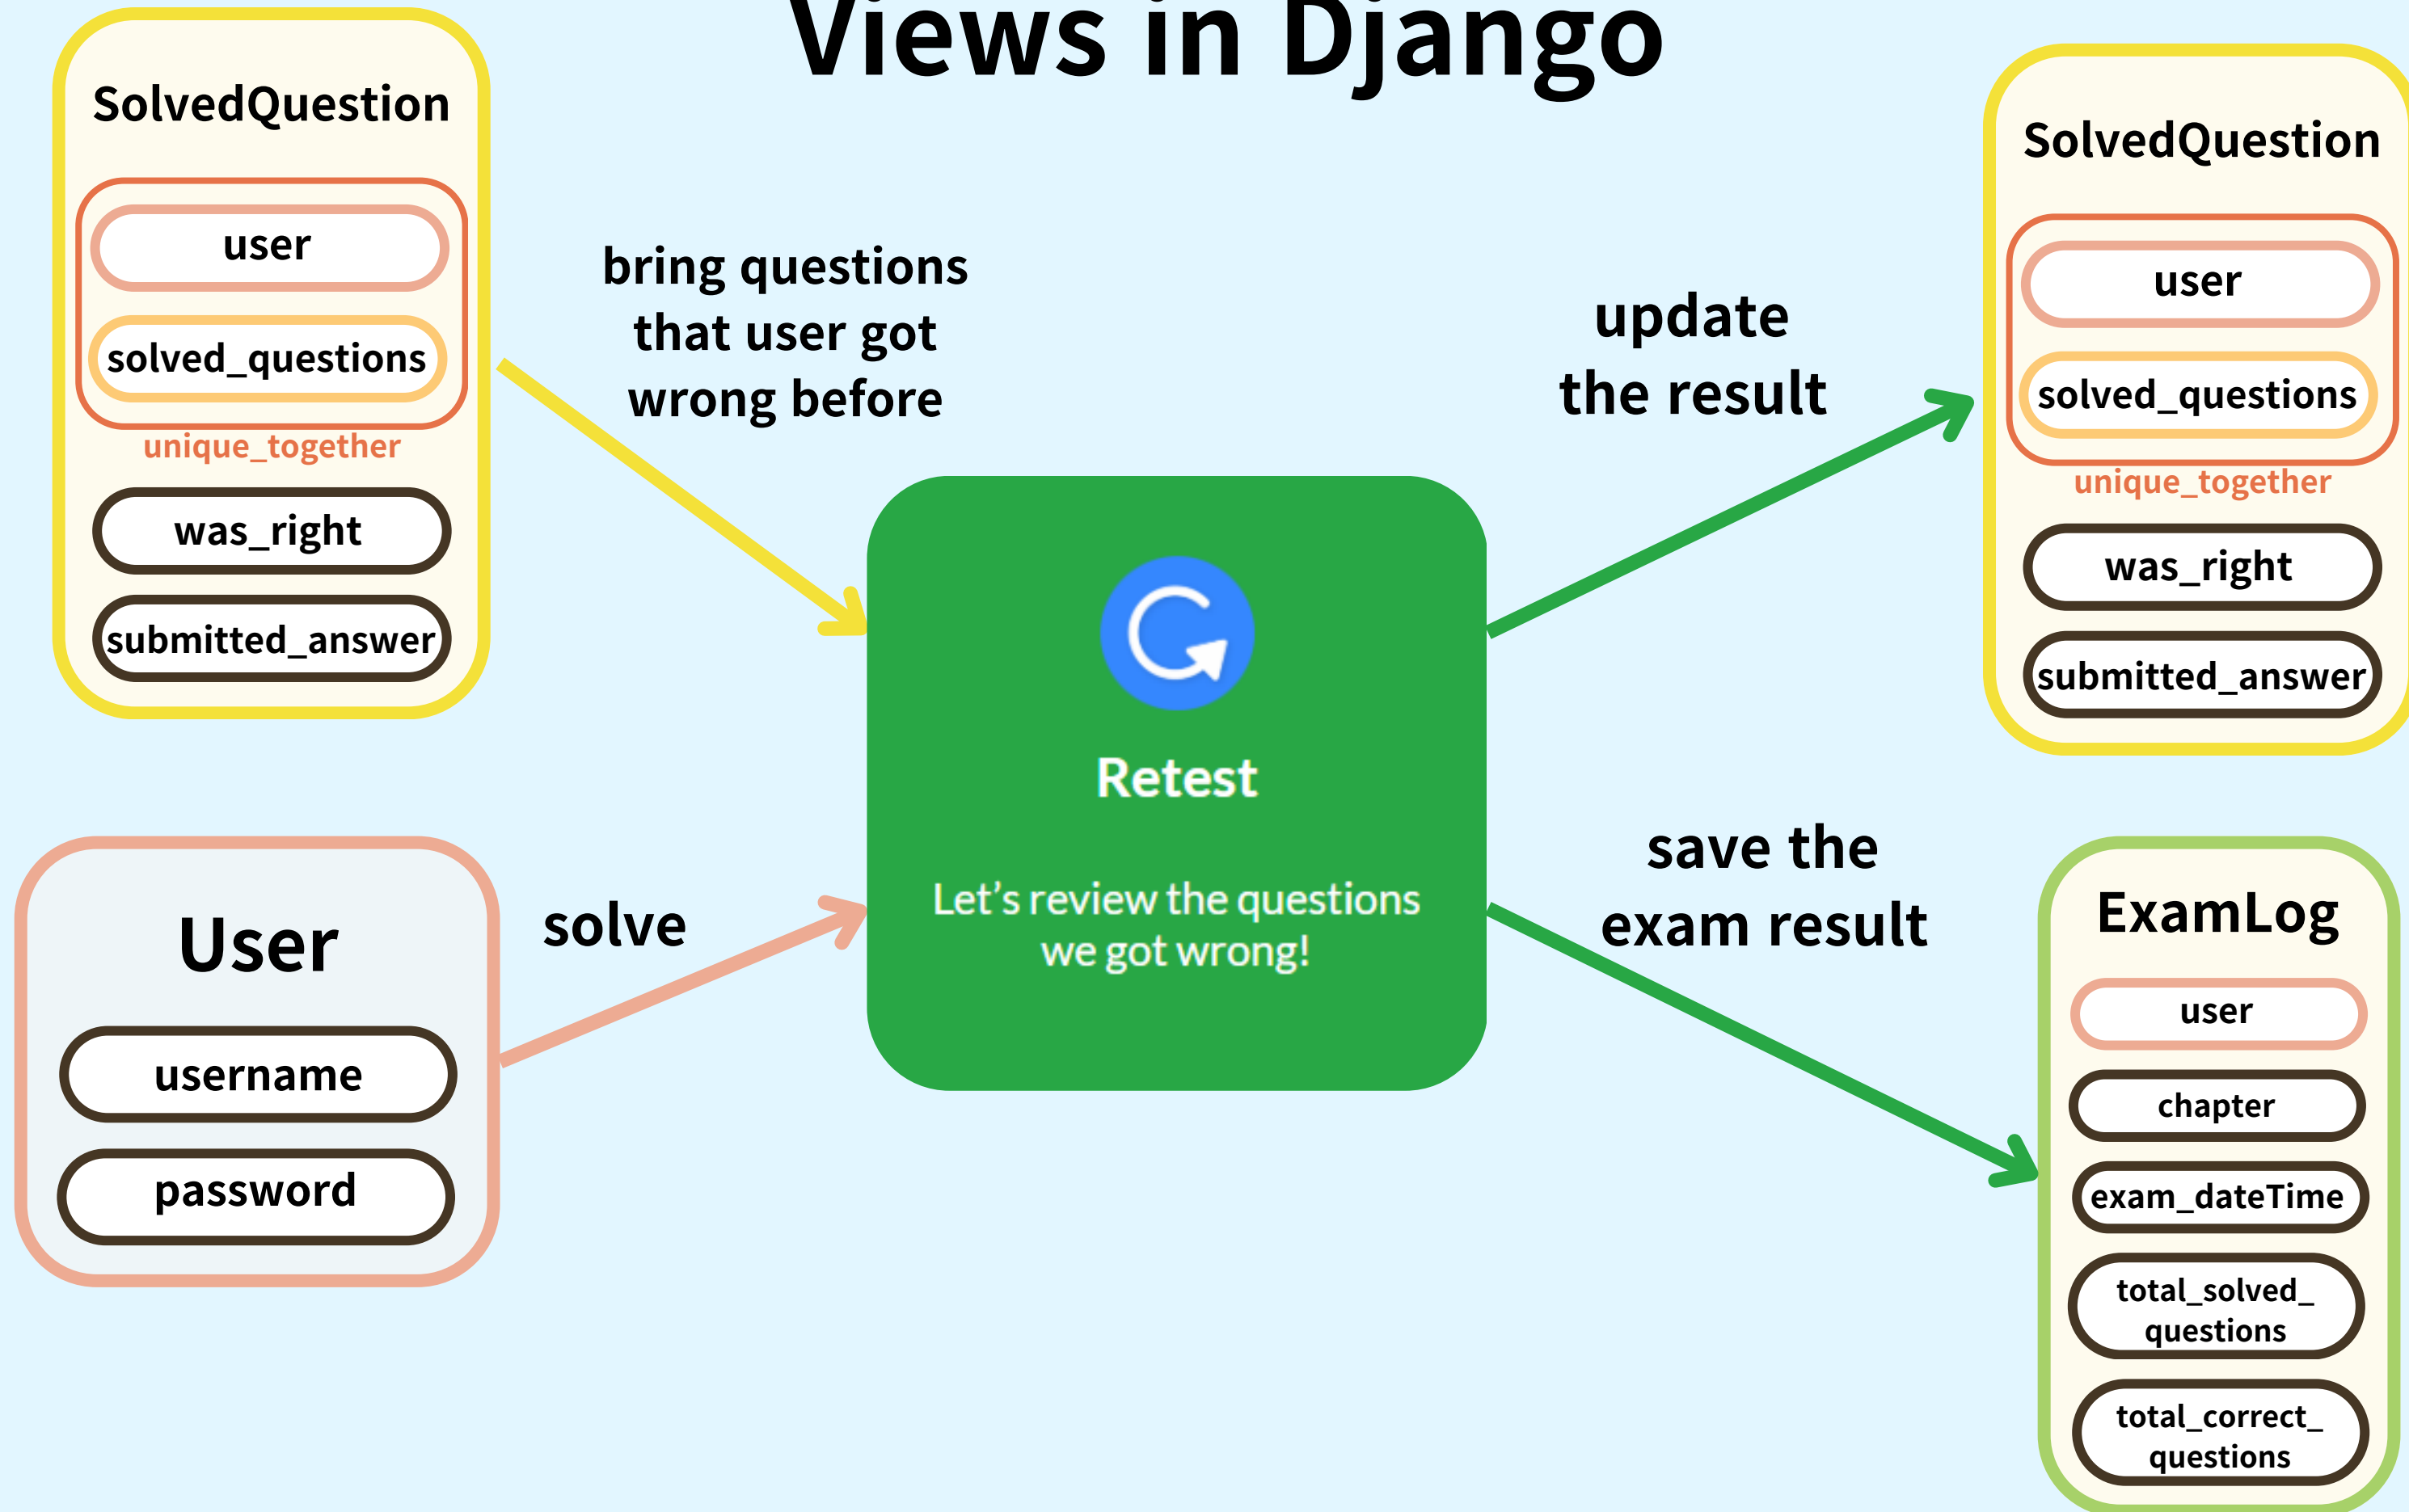 Views in Django
SolvedQuestion
user
solved_questions
unique_together
was_right
submitted_answer
bring questions
that user got
wrong before
User
username
password
solve
Retest
Let’s review the questions
we got wrong!
update
the result
save the
exam result
SolvedQuestion
user
solved_questions
unique_together
was_right
submitted_answer
ExamLog
user
chapter
exam_dateTime
total_solved_
questions
total_correct_
questions